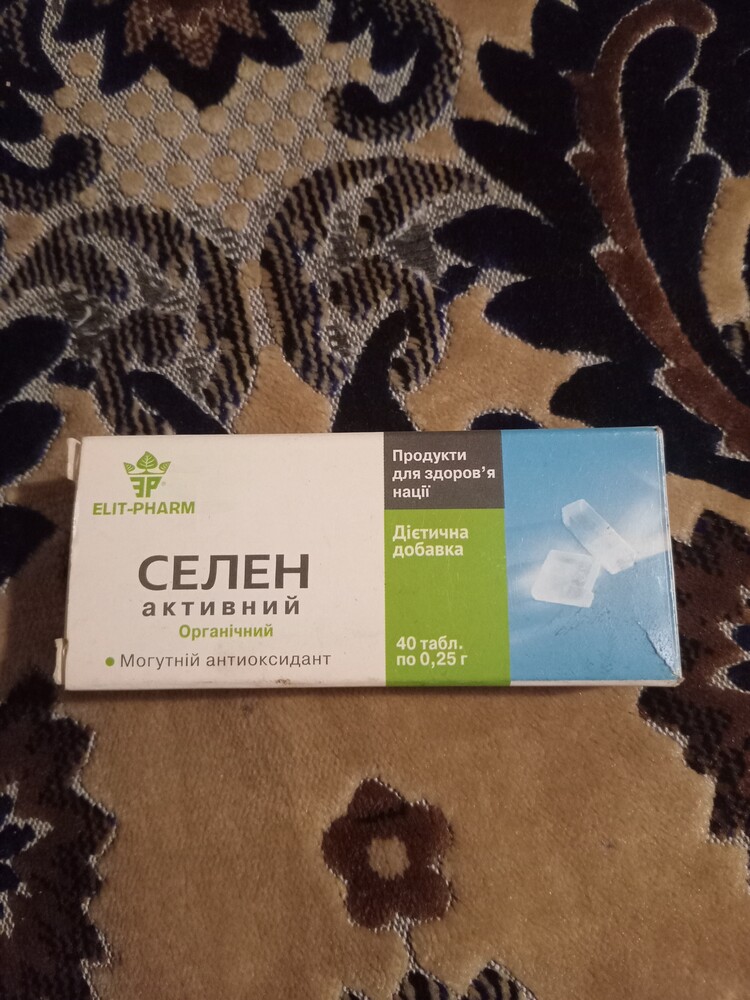 ELIT-PHARM
СЕЛЕН
активний
Органічний
• Могутній антиоксидант
Продукти
для здоров'я
нації
Дієтична
добавка
40 табл.
по 0,25 г